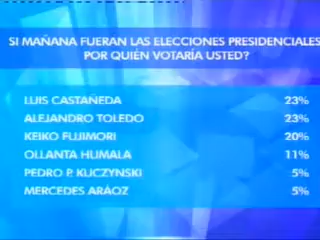 SI MAÑANA FUERAN LAS ELECCIONES PRESIDENCIALES
POR QUIÉN VOTARÍA USTED?
LUIS CASTAÑEDA 23%
ALEJANDRO TOLEDO 23%
KEIKO FUJIMORI 20%
OLLANTA HUMALA 11%
PEDRO P. KUCZYNSKI 5%
MERCEDES ARÁOZ 5%